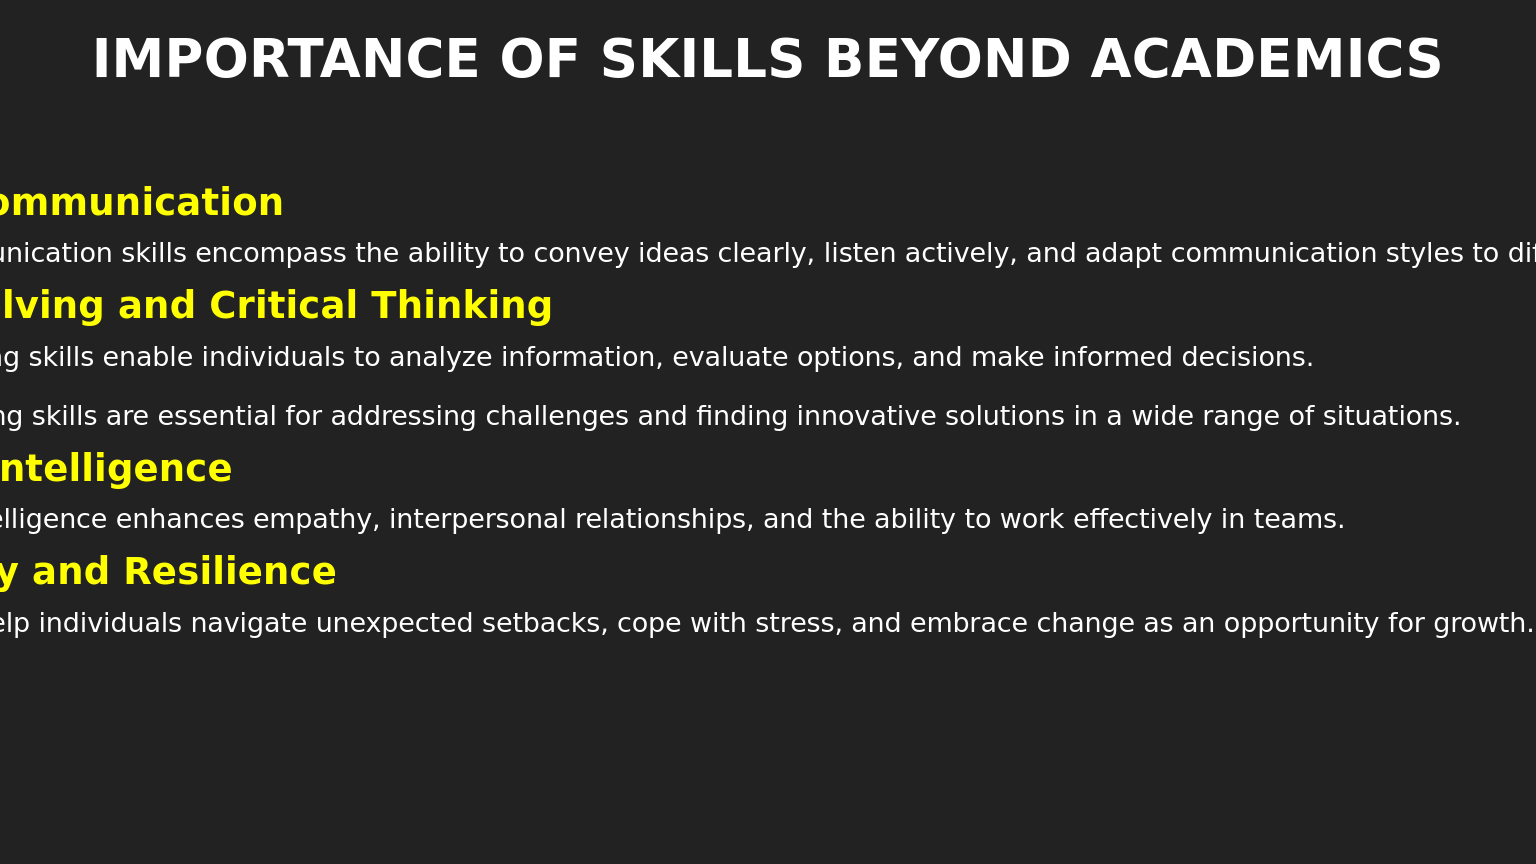 IMPORTANCE OF SKILLS BEYOND ACADEMICS
ommunication
unication skills encompass the ability to convey ideas clearly, listen actively, and adapt communication styles to dif
lving and Critical Thinking
ng skills enable individuals to analyze information, evaluate options, and make informed decisions.
ng skills are essential for addressing challenges and finding innovative solutions in a wide range of situations.
ntelligence
elligence enhances empathy, interpersonal relationships, and the ability to work effectively in teams.
y and Resilience
elp individuals navigate unexpected setbacks, cope with stress, and embrace change as an opportunity for growth.